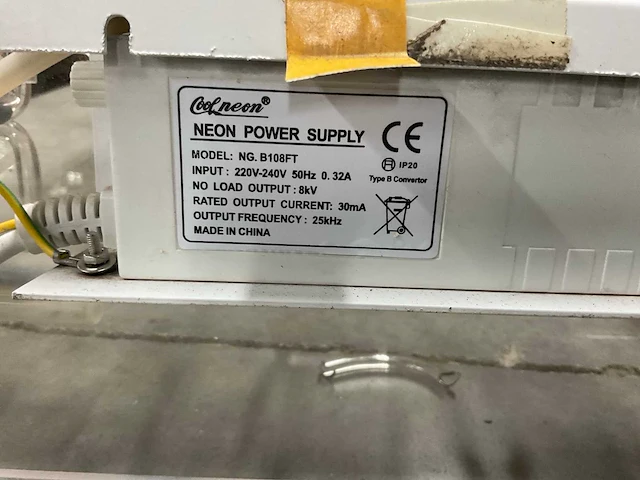 Coolneon®
NEON POWER SUPPLY
CE
MODEL: NG. B108FT
INPUT : 220V-240V 50Hz 0. 32A
NO LOAD OUTPUT : 8kV
RATED OUTPUT CURRENT: 30mA
OUTPUT FREQUENCY : 25kHz
MADE IN CHINA
H IP20
Type B Convertor